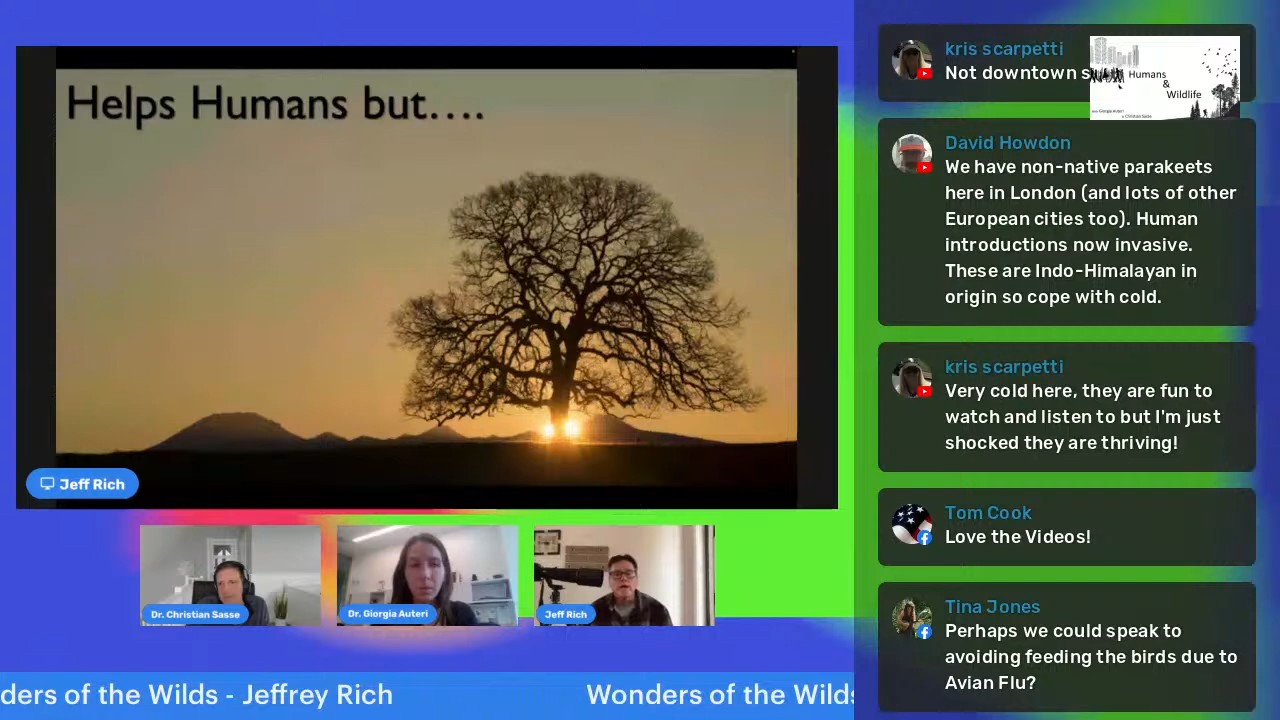 Helps Humans but....
Jeff Rich
Dr. Christian Sasse
Dr. Giorgia Auteri
Jeff Rich
ders of the Wilds - Jeffrey Rich
Wonders of the Wilds
kris scarpetti
Not downtown
Humans
&
Wildlife
David Howdon
We have non-native parakeets
here in London (and lots of other
European cities too). Human
introductions now invasive.
These are Indo-Himalayan in
origin so cope with cold.
kris scarpetti
Very cold here, they are fun to
watch and listen to but I'm just
shocked they are thriving!
Tom Cook
Love the Videos!
Tina Jones
Perhaps we could speak to
avoiding feeding the birds due to
Avian Flu?